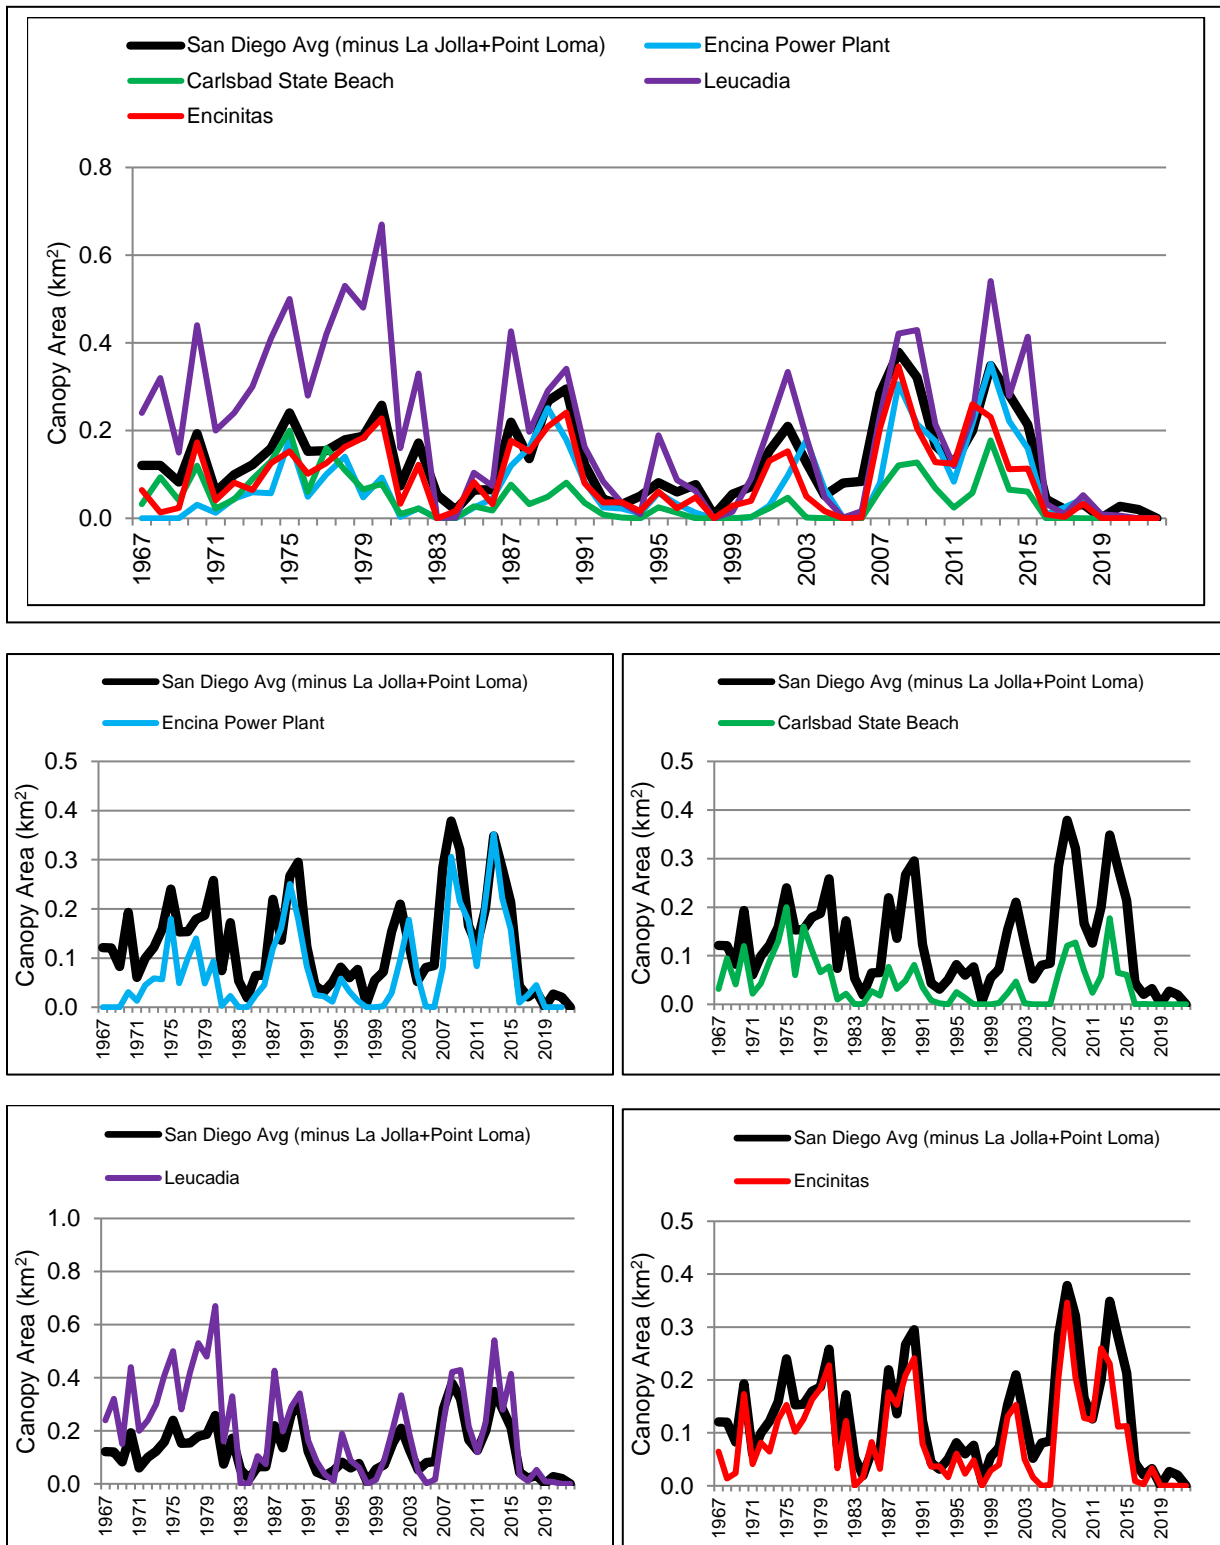 San Diego Avg (minus La Jolla+Point Loma) Encina Power Plant
Carlsbad State Beach Leucadia
Encinitas
0.8
0.6
0.4
0.2
0.0
Canopy Area (km²)
1967 1971 1975 1979 1983 1987 1991 1995 1999 2003 2007 2011 2015 2019
San Diego Avg (minus La Jolla+Point Loma)
Encina Power Plant
0.5
0.4
0.3
0.2
0.1
0.0
Canopy Area (km²)
1967 1971 1975 1979 1983 1987 1991 1995 1999 2003 2007 2011 2015 2019
San Diego Avg (minus La Jolla+Point Loma)
Carlsbad State Beach
0.5
0.4
0.3
0.2
0.1
0.0
Canopy Area (km²)
1967 1971 1975 1979 1983 1987 1991 1995 1999 2003 2007 2011 2015 2019
San Diego Avg (minus La Jolla+Point Loma)
Leucadia
1.0
0.8
0.6
0.4
0.2
0.0
Canopy Area (km²)
1967 1971 1975 1979 1983 1987 1991 1995 1999 2003 2007 2011 2015 2019
San Diego Avg (minus La Jolla+Point Loma)
Encinitas
0.5
0.4
0.3
0.2
0.1
0.0
Canopy Area (km²)
1967 1971 1975 1979 1983 1987 1991 1995 1999 2003 2007 2011 2015 2019